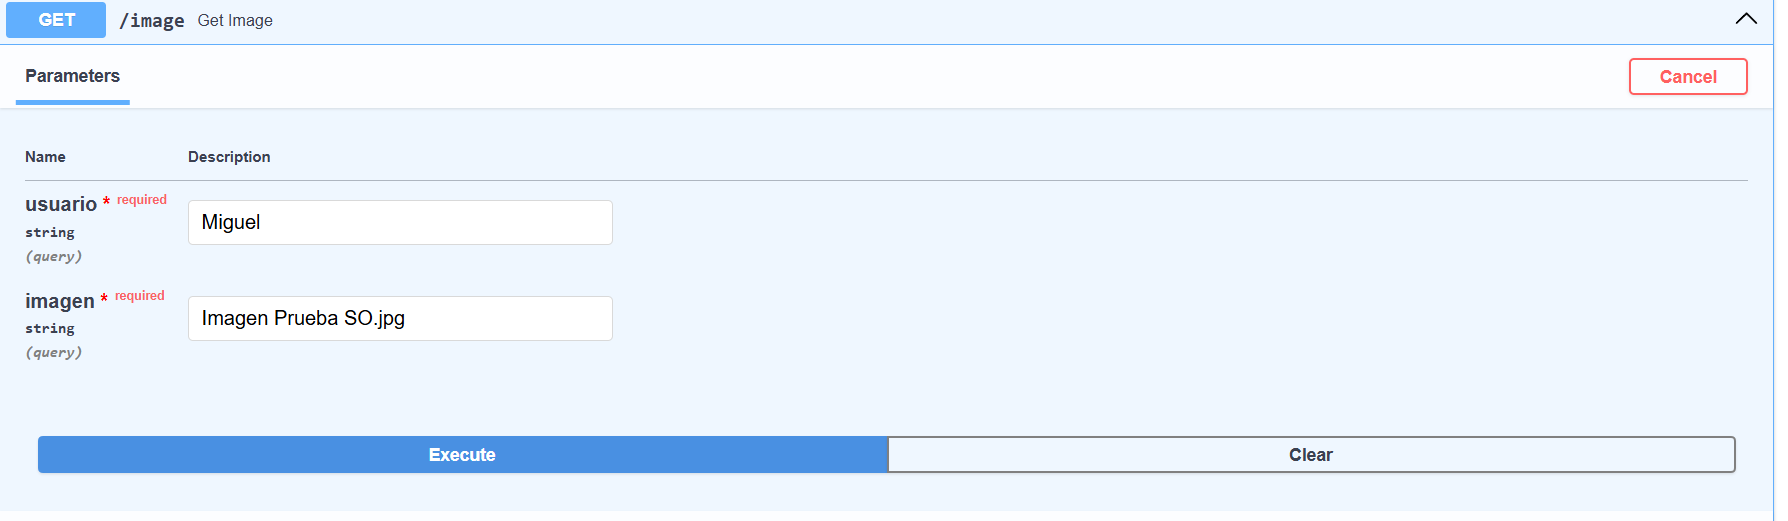 GET /image Get Image
Parameters
Cancel
Name Description
usuario * required
string
(query)
Miguel
imagen * required
string
(query)
Imagen Prueba SO.jpg
Execute Clear